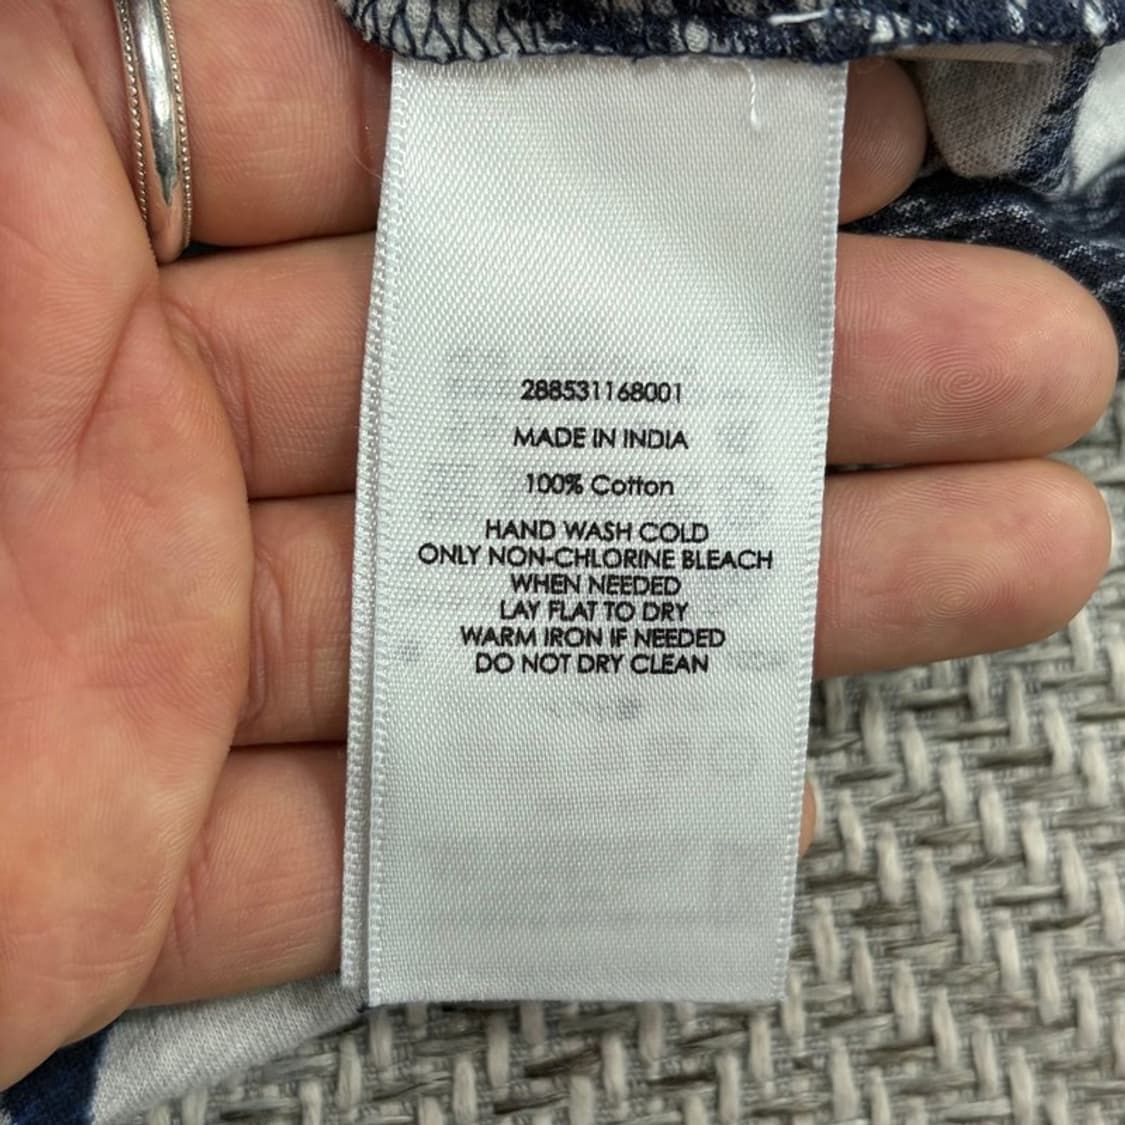 288531168001
MADE IN INDIA
100% Cotton
HAND WASH COLD
ONLY NON-CHLORINE BLEACH
WHEN NEEDED
LAY FLAT TO DRY
WARM IRON IF NEEDED
DO NOT DRY CLEAN